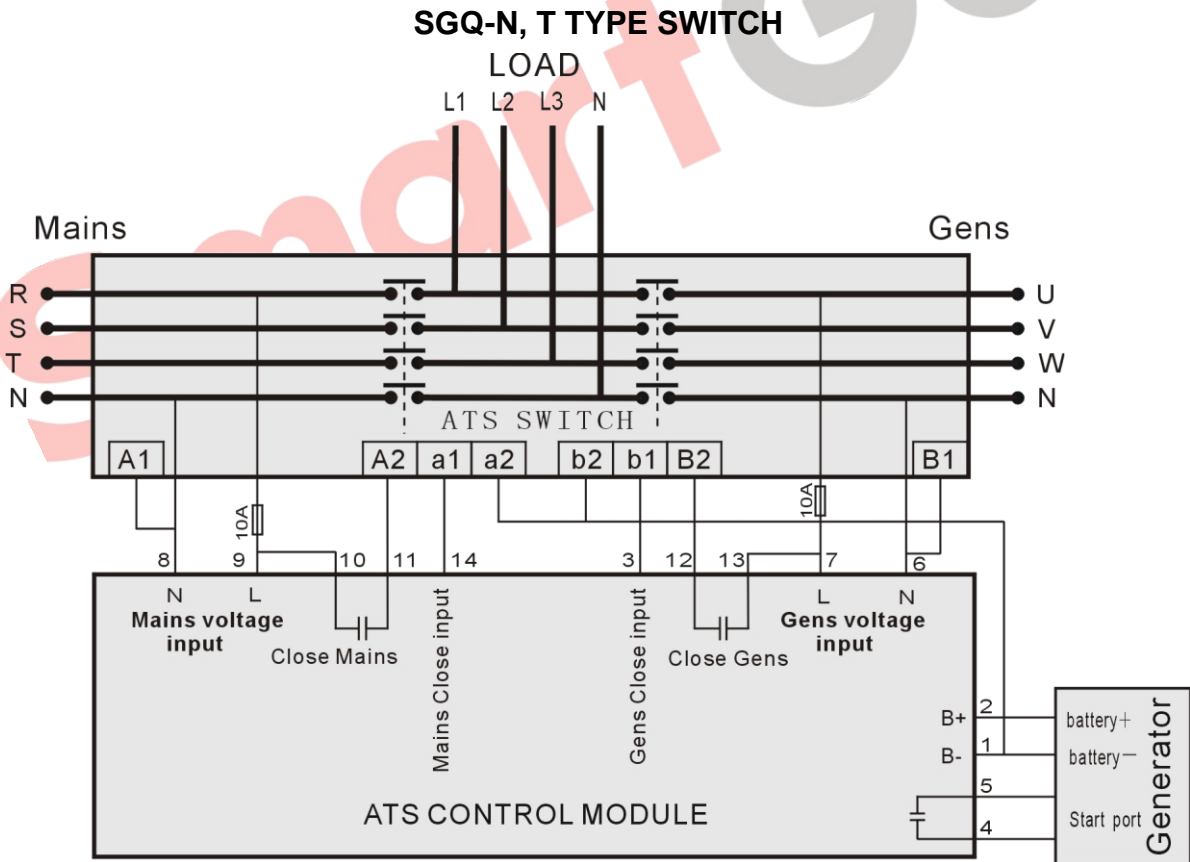 SGQ-N, T TYPE SWITCH
LOAD
L1 L2 L3 N
Mains Gens
R U
S V
T W
N N
ATS SWITCH
A1 A2 a1 a2 b2 b1 B2 B1
10A 10A
8 9 10 11 14 3 12 13 7 6
N L L N
Mains voltage
input
Close Mains
Mains Close input
Gens Close input
Close Gens
Gens voltage
input
B+ 2 battery+
B- 1 battery-
5
4
Start port
Generator
ATS CONTROL MODULE
SmartG